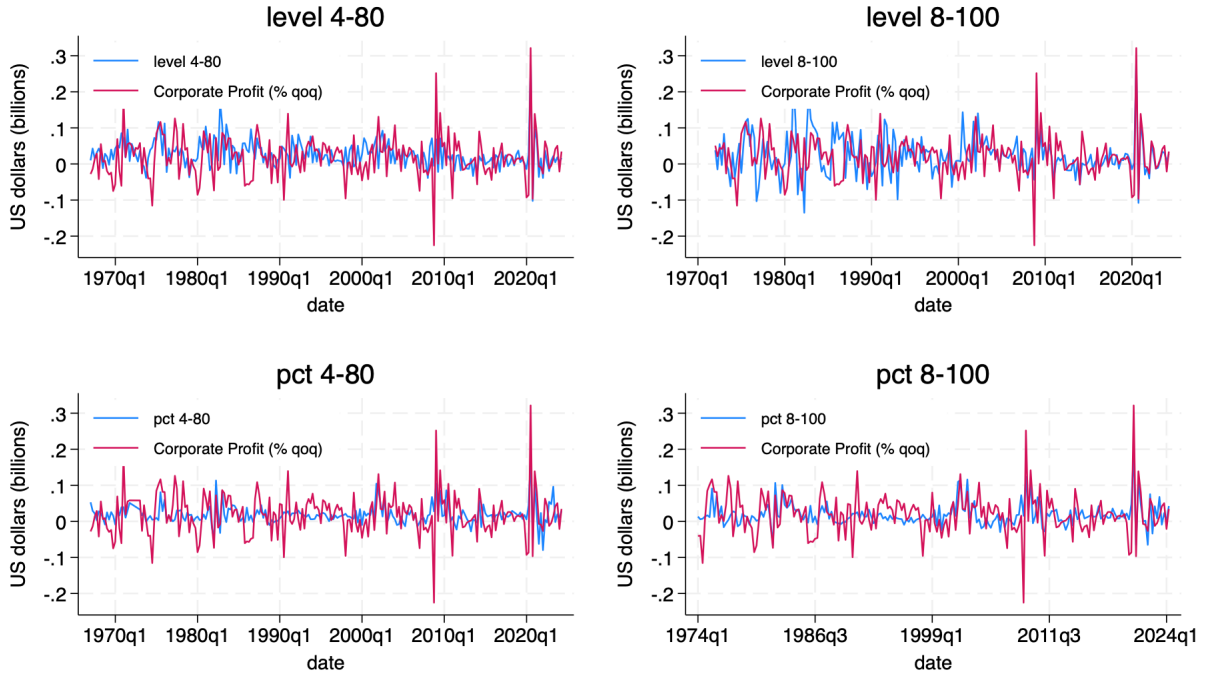 level 4-80
US dollars (billions)
.3
.2
.1
0
-.1
-.2
level 4-80
Corporate Profit (% qoq)
1970q1 1980q1 1990q1 2000q1 2010q1 2020q1
date
level 8-100
US dollars (billions)
.3
.2
.1
0
-.1
-.2
level 8-100
Corporate Profit (% qoq)
1970q1 1980q1 1990q1 2000q1 2010q1 2020q1
date
pct 4-80
US dollars (billions)
.3
.2
.1
0
-.1
-.2
pct 4-80
Corporate Profit (% qoq)
1970q1 1980q1 1990q1 2000q1 2010q1 2020q1
date
pct 8-100
US dollars (billions)
.3
.2
.1
0
-.1
-.2
pct 8-100
Corporate Profit (% qoq)
1974q1 1986q3 1999q1 2011q3 2024q1
date